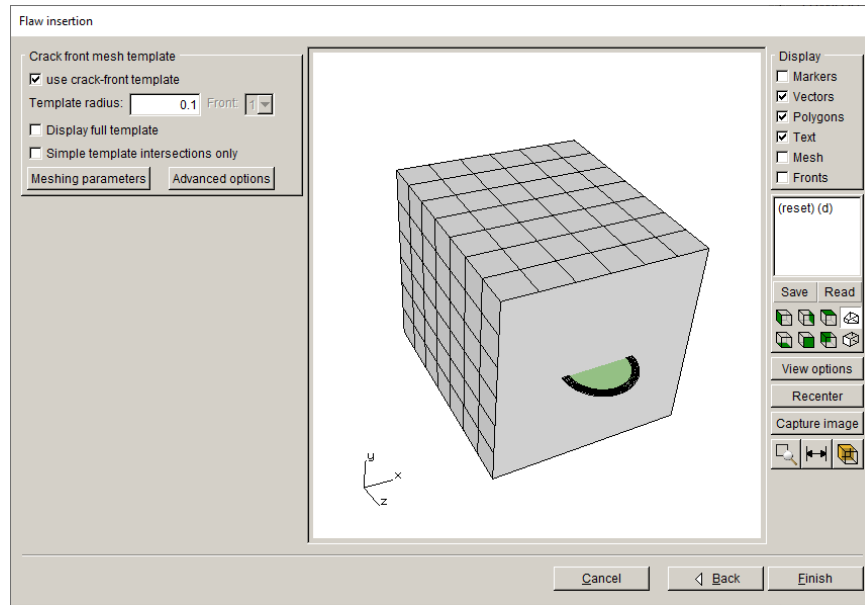 Flaw insertion
Crack front mesh template
use crack-front template
Template radius: 0.1 Front: 1
Display full template
Simple template intersections only
Meshing parameters Advanced options
y
x
z
Display
Markers
Vectors
Polygons
Text
Mesh
Fronts
(reset) (d)
Save Read
View options
Recenter
Capture image
Cancel Back Finish